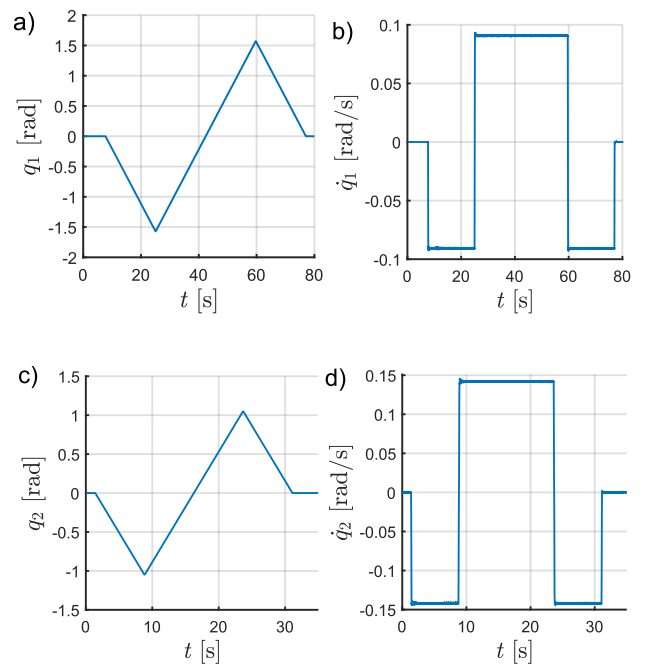 a)
2
1.5
1
0.5
0
-0.5
-1
-1.5
-2
0 20 40 60 80
q₁ [rad]
t [s]
b)
0.1
0.05
0
-0.05
-0.1
0 20 40 60 80
q̇₁ [rad/s]
t [s]
c)
1.5
1
0.5
0
-0.5
-1
-1.5
0 10 20 30
q₂ [rad]
t [s]
d)
0.15
0.1
0.05
0
-0.05
-0.1
-0.15
0 10 20 30
q̇₂ [rad/s]
t [s]